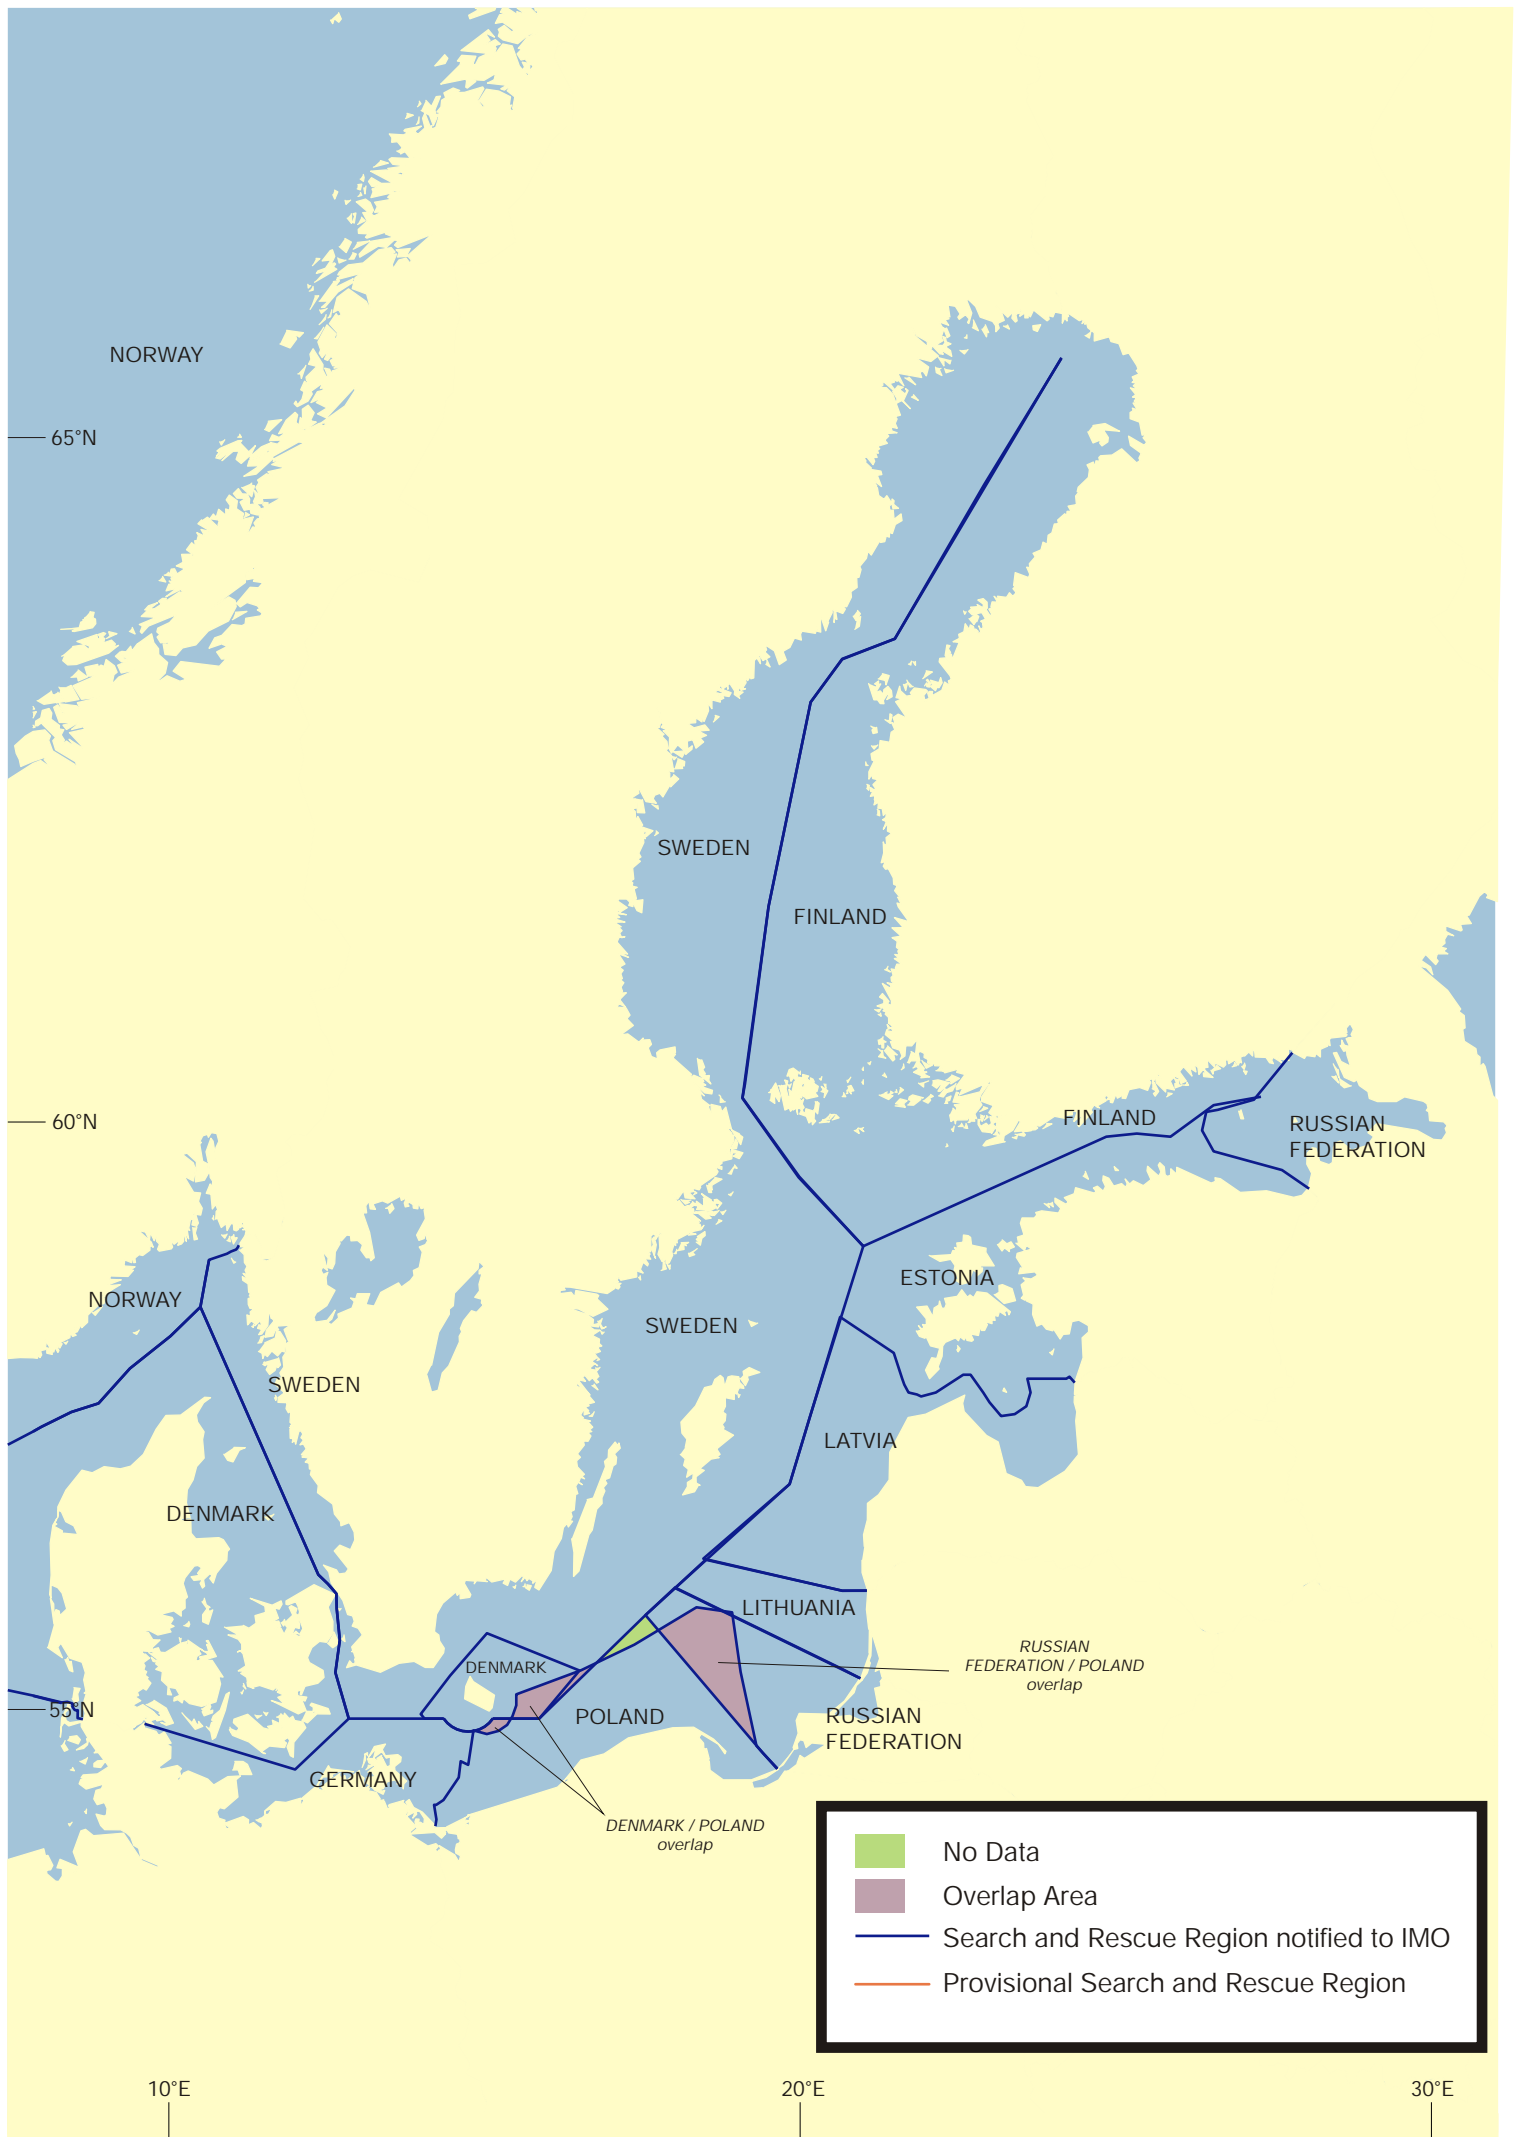 NORWAY
65°N
SWEDEN
FINLAND
60°N
FINLAND
RUSSIAN
FEDERATION
ESTONIA
NORWAY
SWEDEN
SWEDEN
LATVIA
DENMARK
LITHUANIA
RUSSIAN
FEDERATION / POLAND
overlap
DENMARK
55°N
POLAND
RUSSIAN
FEDERATION
GERMANY
DENMARK / POLAND
overlap
No Data
Overlap Area
Search and Rescue Region notified to IMO
Provisional Search and Rescue Region
10°E
20°E
30°E